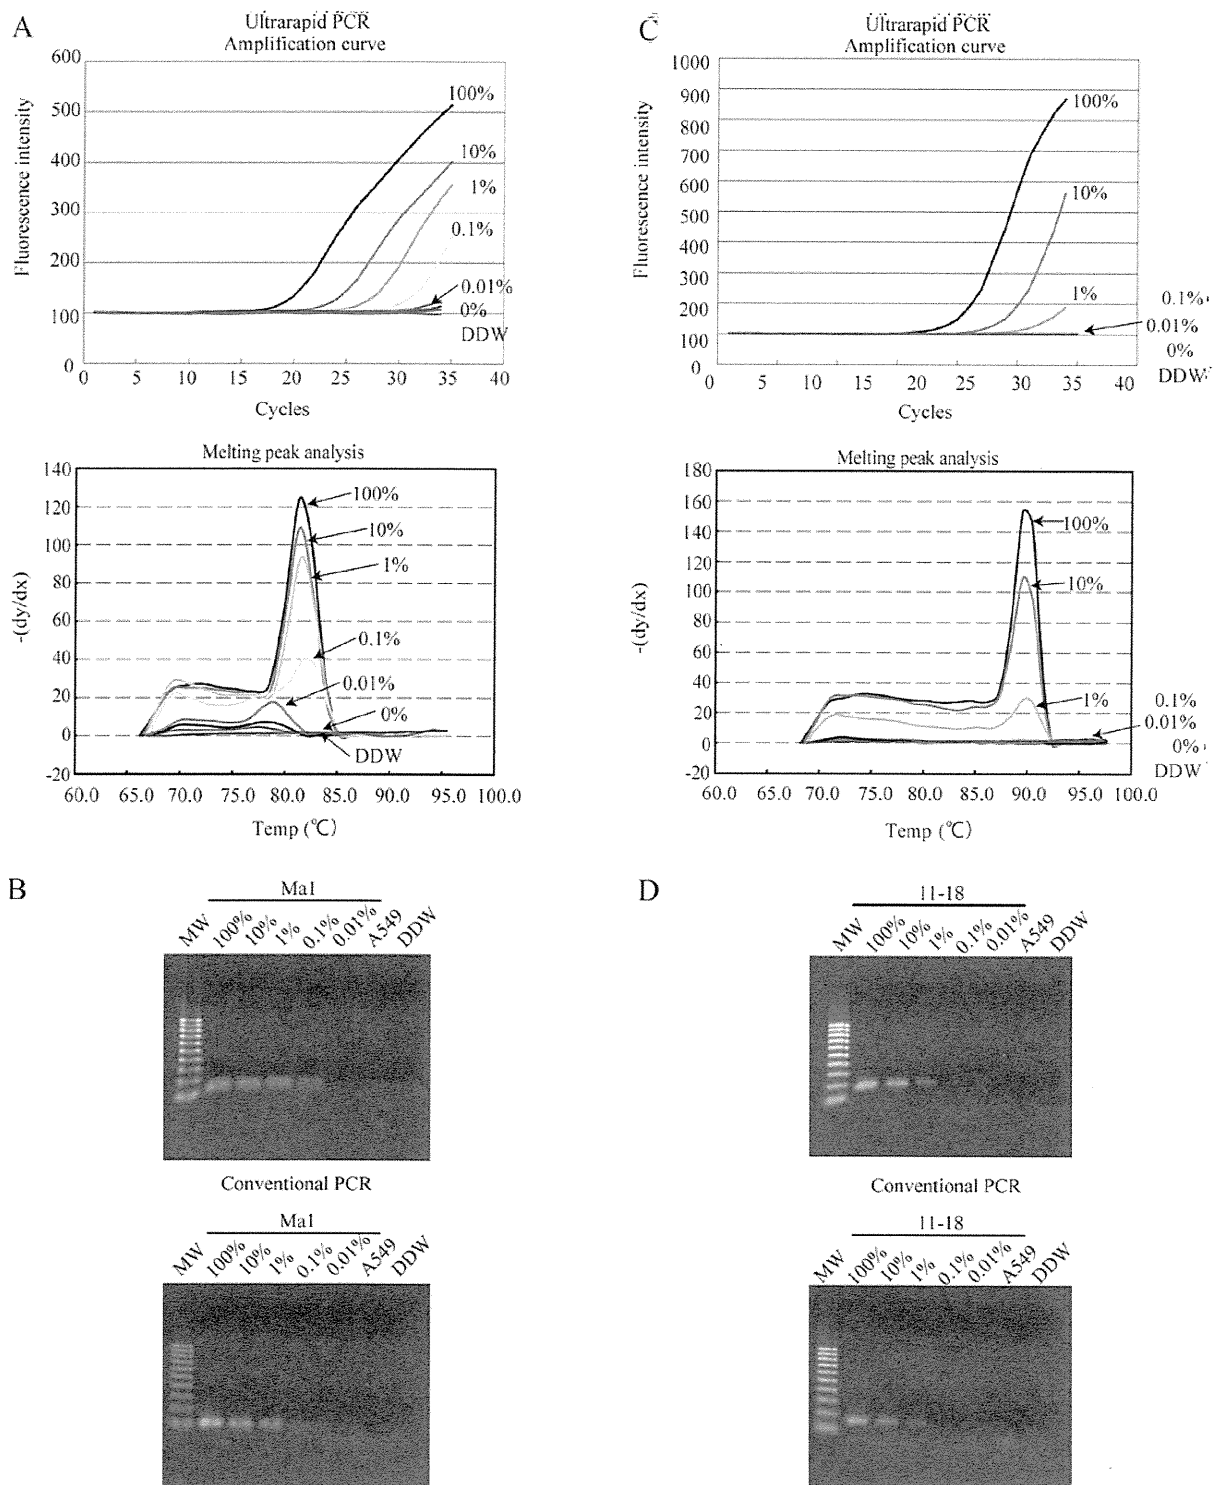 A
Ultrarapid PCR
Amplification curve
Fluorescence intensity
600
500
400
300
200
100
0
100%
10%
1%
0.1%
0.01%
0%
DDW
0 5 10 15 20 25 30 35 40
Cycles
Melting peak analysis
-(dy/dx)
140
120
100
80
60
40
20
0
-20
100%
10%
1%
0.1%
0.01%
0%
DDW
60.0 65.0 70.0 75.0 80.0 85.0 90.0 95.0 100.0
Temp (℃)
B
Ma1
MW 100% 10% 1% 0.1% 0.01% A549 DDW
Conventional PCR
Ma1
MW 100% 10% 1% 0.1% 0.01% A549 DDW
C
Ultrarapid PCR
Amplification curve
Fluorescence intensity
1000
900
800
700
600
500
400
300
200
100
0
100%
10%
1%
0.1%
0.01%
0%
DDW
0 5 10 15 20 25 30 35 40
Cycles
Melting peak analysis
-(dy/dx)
180
160
140
120
100
80
60
40
20
0
-20
100%
10%
1%
0.1%
0.01%
0%
DDW
60.0 65.0 70.0 75.0 80.0 85.0 90.0 95.0 100.0
Temp (℃)
D
11-18
MW 100% 10% 1% 0.1% 0.01% A549 DDW
Conventional PCR
11-18
MW 100% 10% 1% 0.1% 0.01% A549 DDW